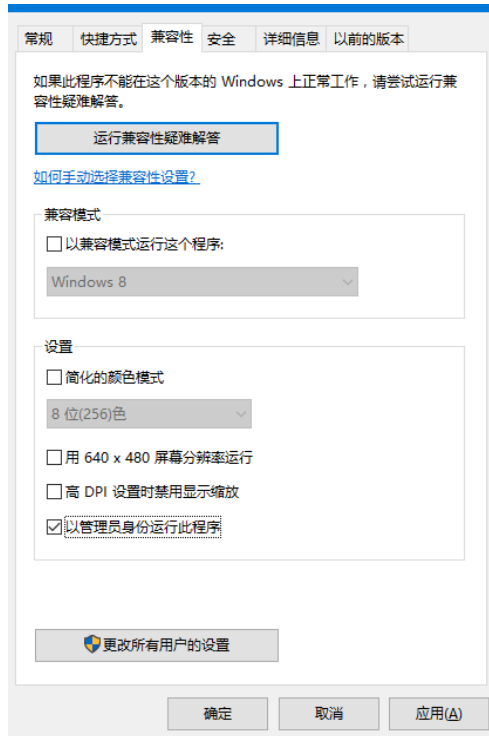 常规 快捷方式 兼容性 安全 详细信息 以前的版本
如果此程序不能在这个版本的 Windows 上正常工作，请尝试运行兼
容性疑难解答。
运行兼容性疑难解答
如何手动选择兼容性设置?
兼容模式
以兼容模式运行这个程序:
Windows 8
设置
简化的颜色模式
8 位(256)色
用 640 x 480 屏幕分辨率运行
高 DPI 设置时禁用显示缩放
以管理员身份运行此程序
更改所有用户的设置
确定 取消 应用(A)